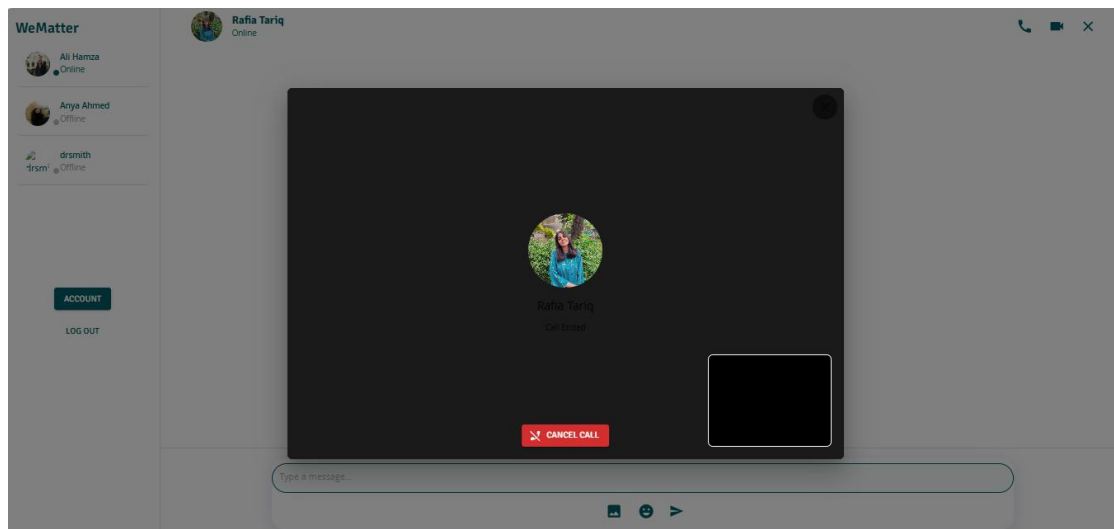 WeMatter
Ali Hamza
Online
Anya Ahmed
Offline
drsmith
drsmi
Offline
ACCOUNT
LOG OUT
Rafia Tariq
Online
Rafia Tariq
Call Ended
CANCEL CALL
Type a message...